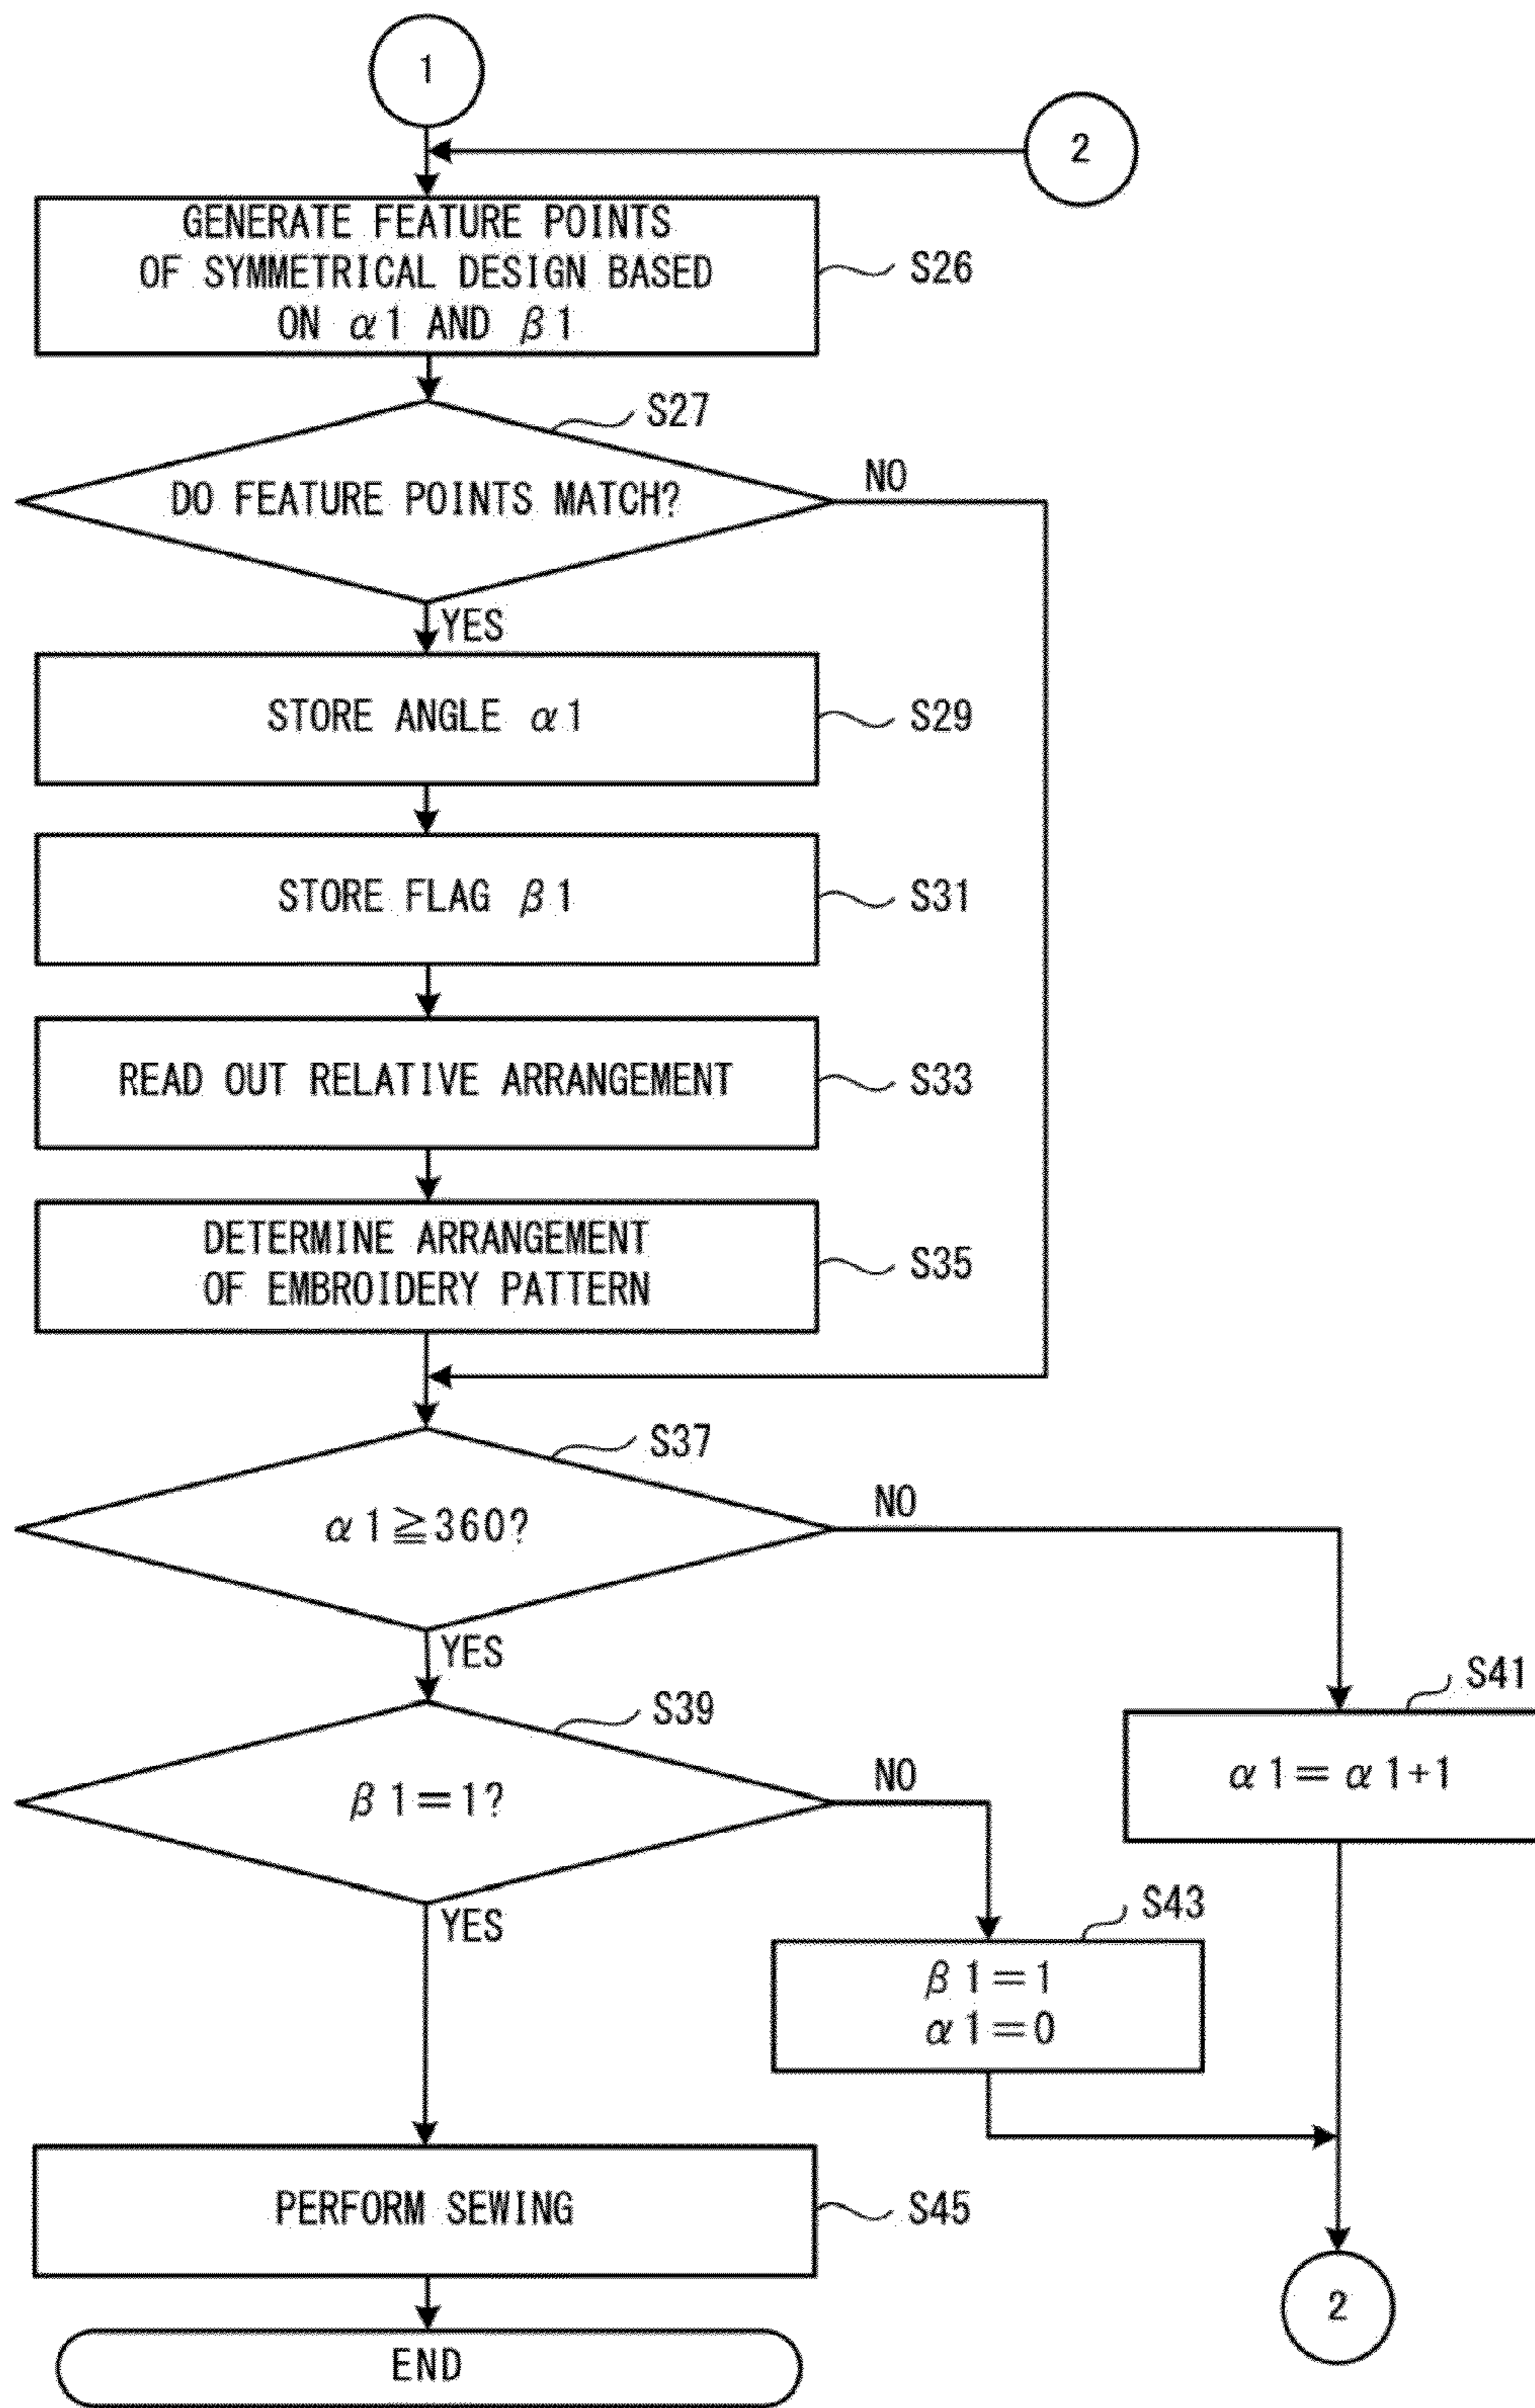 1
2
GENERATE FEATURE POINTS
OF SYMMETRICAL DESIGN BASED
ON α1 AND β1
S26
S27
DO FEATURE POINTS MATCH?
NO
YES
STORE ANGLE α1
S29
STORE FLAG β1
S31
READ OUT RELATIVE ARRANGEMENT
S33
DETERMINE ARRANGEMENT
OF EMBROIDERY PATTERN
S35
S37
α1≧360?
NO
YES
S39
β1=1?
NO
YES
S41
α1=α1+1
S43
β1=1
α1=0
PERFORM SEWING
S45
2
END